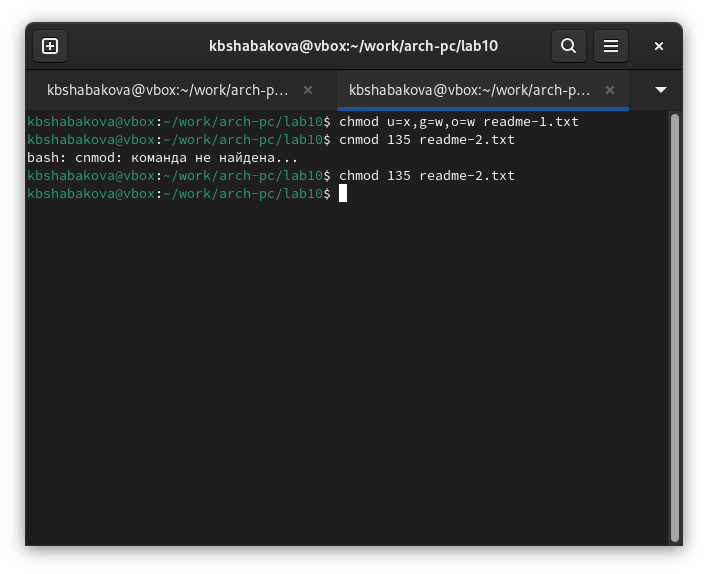 kbshabakova@vbox:~/work/arch-pc/lab10
kbshabakova@vbox:~/work/arch-p...
kbshabakova@vbox:~/work/arch-p...
kbshabakova@vbox:~/work/arch-pc/lab10$ chmod u=x,g=w,o=w readme-1.txt
kbshabakova@vbox:~/work/arch-pc/lab10$ cnmod 135 readme-2.txt
bash: cnmod: команда не найдена...
kbshabakova@vbox:~/work/arch-pc/lab10$ chmod 135 readme-2.txt
kbshabakova@vbox:~/work/arch-pc/lab10$